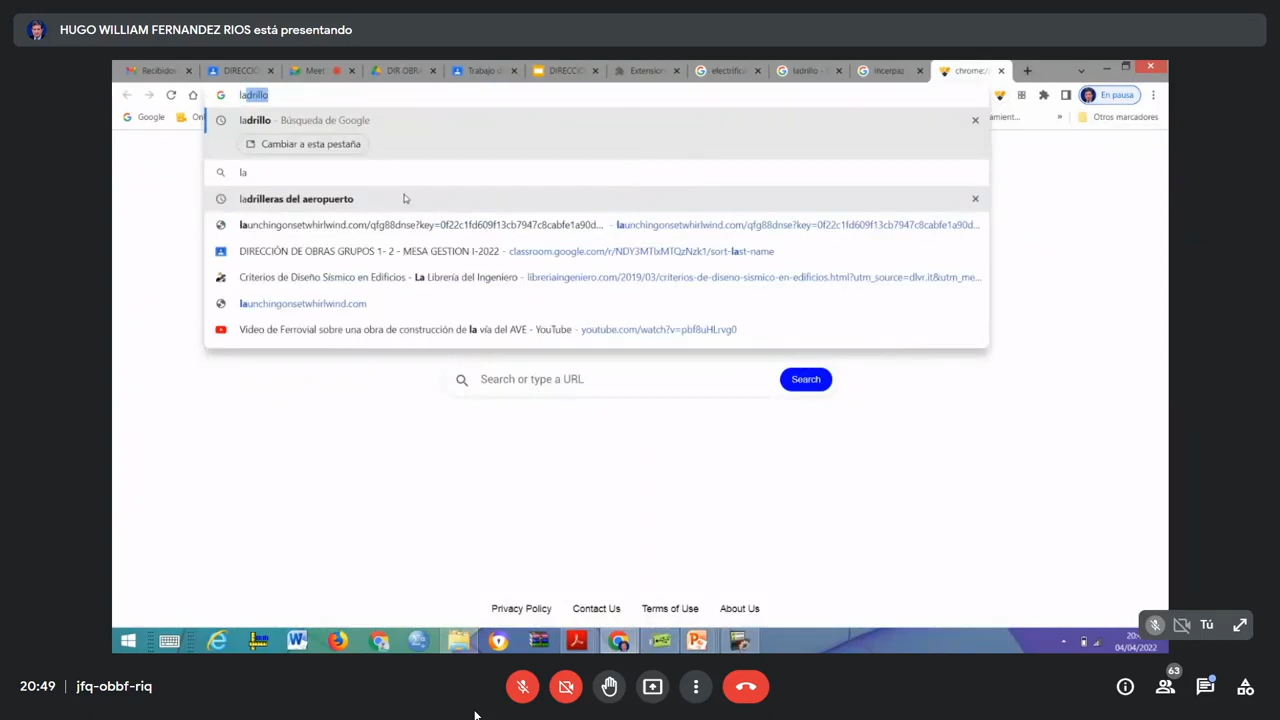 HUGO WILLIAM FERNANDEZ RIOS está presentando
Recibidos
DIRECCIÓ
Meet
DIR OBRA
Trabajo d
DIRECCIÓ
Extension
electrifica
ladrillo -
incerpaz
chrome://
ladrillo
En pausa
Google
amient...
»
Otros marcadores
ladrillo - Búsqueda de Google
Cambiar a esta pestaña
la
ladrilleras del aeropuerto
launchingonsetwhirlwind.com/qfg88dnse?key=0f22c1fd609f13cb7947c8cabfe1a90d... - launchingonsetwhirlwind.com/qfg88dnse?key=0f22c1fd609f13cb7947c8cabfe1a90d...
DIRECCIÓN DE OBRAS GRUPOS 1- 2 - MESA GESTION I-2022 - classroom.google.com/r/NDY3MTIxMTQzNzk1/sort-last-name
Criterios de Diseño Sísmico en Edificios - La Librería del Ingeniero - libreriaingeniero.com/2019/03/criterios-de-diseno-sismico-en-edificios.html?utm_source=dlvr.it&utm_me...
launchingonsetwhirlwind.com
Video de Ferrovial sobre una obra de construcción de la vía del AVE - YouTube - youtube.com/watch?v=pbf8uHLrvg0
Search or type a URL
Search
Privacy Policy Contact Us Terms of Use About Us
Tú
04/04/2022
63
20:49 | jfq-obbf-riq